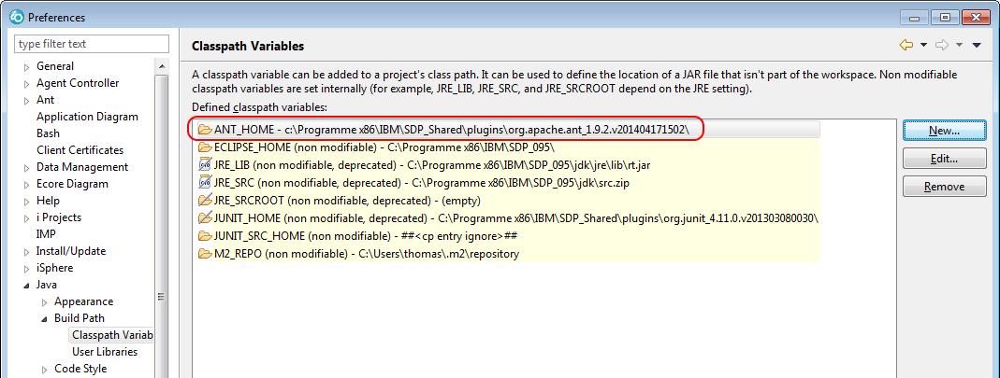 Preferences
type filter text
General
Agent Controller
Ant
Application Diagram
Bash
Client Certificates
Data Management
Ecore Diagram
Help
i Projects
IMP
Install/Update
iSphere
Java
Appearance
Build Path
Classpath Variab
User Libraries
Code Style
Classpath Variables
A classpath variable can be added to a project's class path. It can be used to define the location of a JAR file that isn't part of the workspace. Non modifiable
classpath variables are set internally (for example, JRE_LIB, JRE_SRC, and JRE_SRCROOT depend on the JRE setting).
Defined classpath variables:
ANT_HOME - c:\Programme x86\IBM\SDP_Shared\plugins\org.apache.ant_1.9.2.v201404171502\
ECLIPSE_HOME (non modifiable) - C:\Programme x86\IBM\SDP_095\
JRE_LIB (non modifiable, deprecated) - C:\Programme x86\IBM\SDP_095\jdk\jre\lib\rt.jar
JRE_SRC (non modifiable, deprecated) - C:\Programme x86\IBM\SDP_095\jdk\src.zip
JRE_SRCROOT (non modifiable, deprecated) - (empty)
JUNIT_HOME (non modifiable, deprecated) - C:\Programme x86\IBM\SDP_Shared\plugins\org.junit_4.11.0.v201303080030\
JUNIT_SRC_HOME (non modifiable) - ##<cp entry ignore>##
M2_REPO (non modifiable) - C:\Users\thomas\.m2\repository
New...
Edit...
Remove